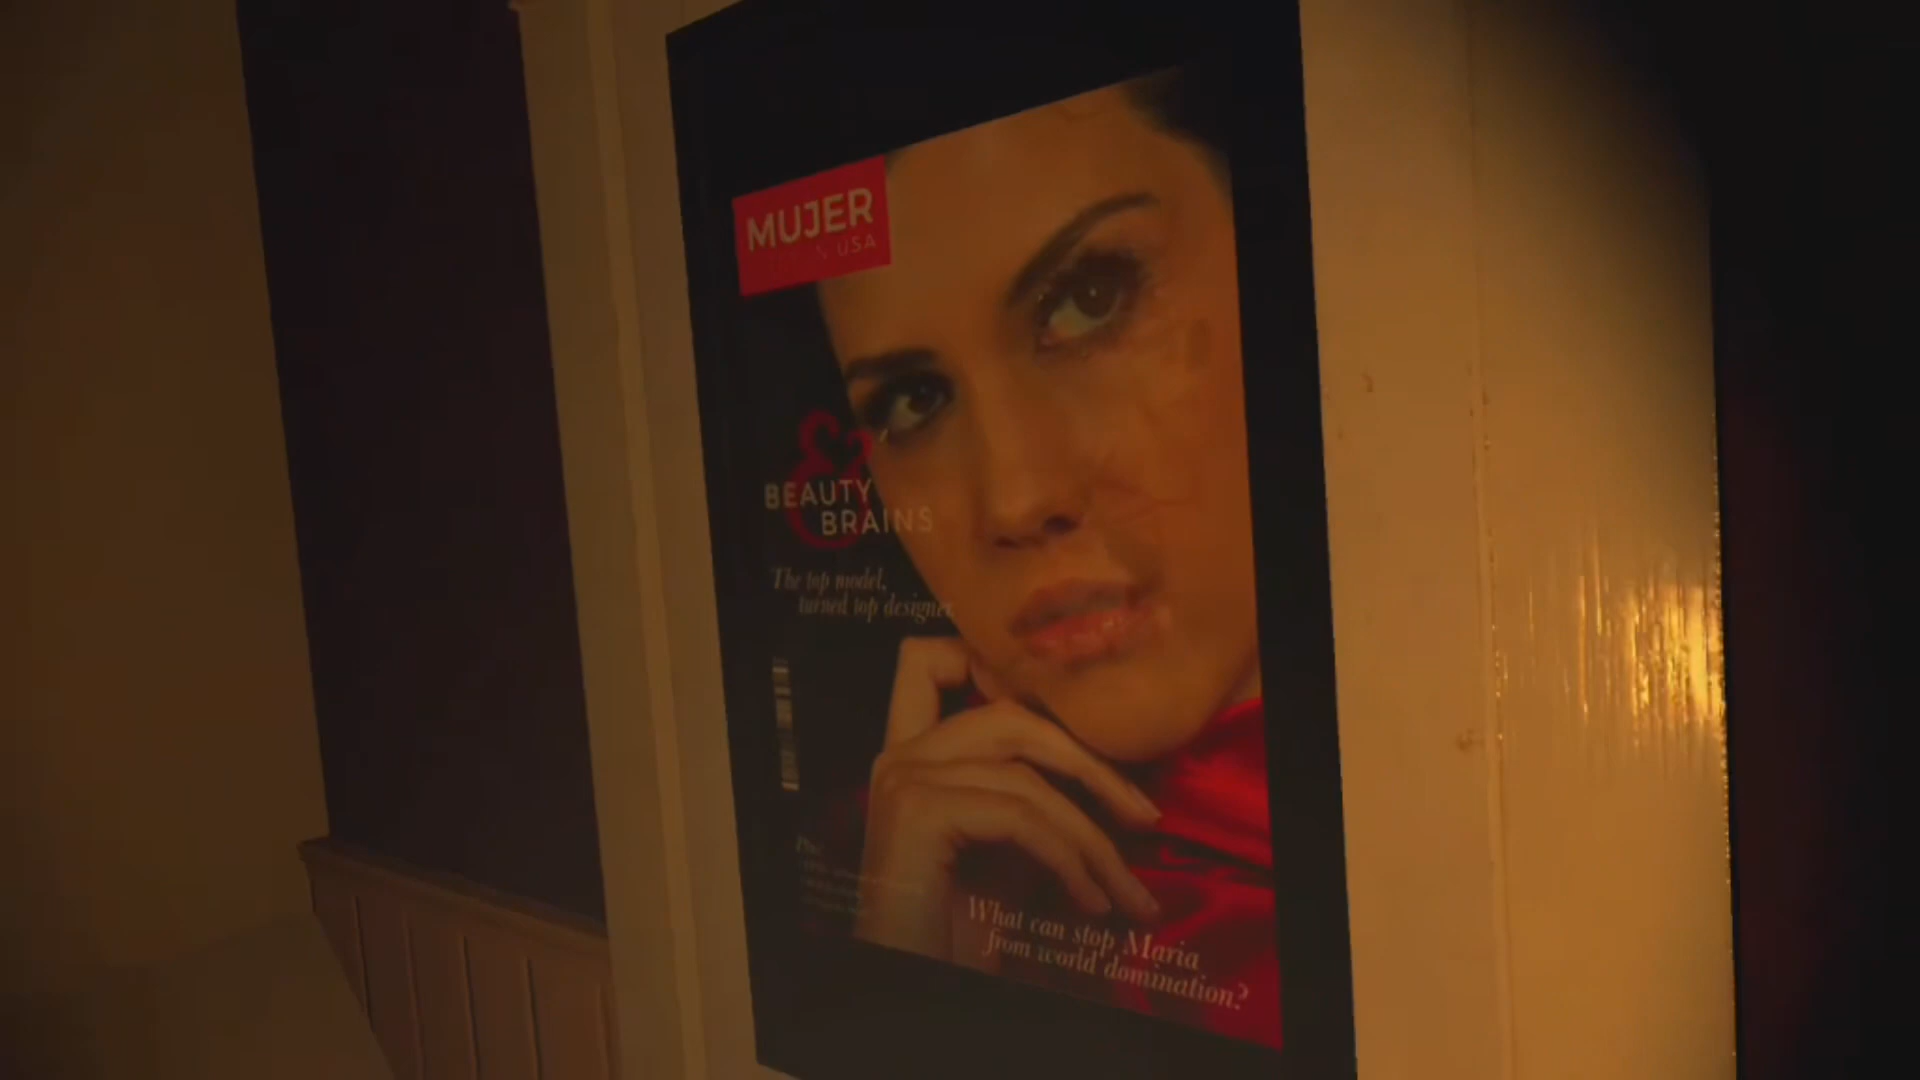 MUJER
USA
&
BEAUTY
BRAINS
The top model,
turned top designer
What can stop Maria
from world domination?